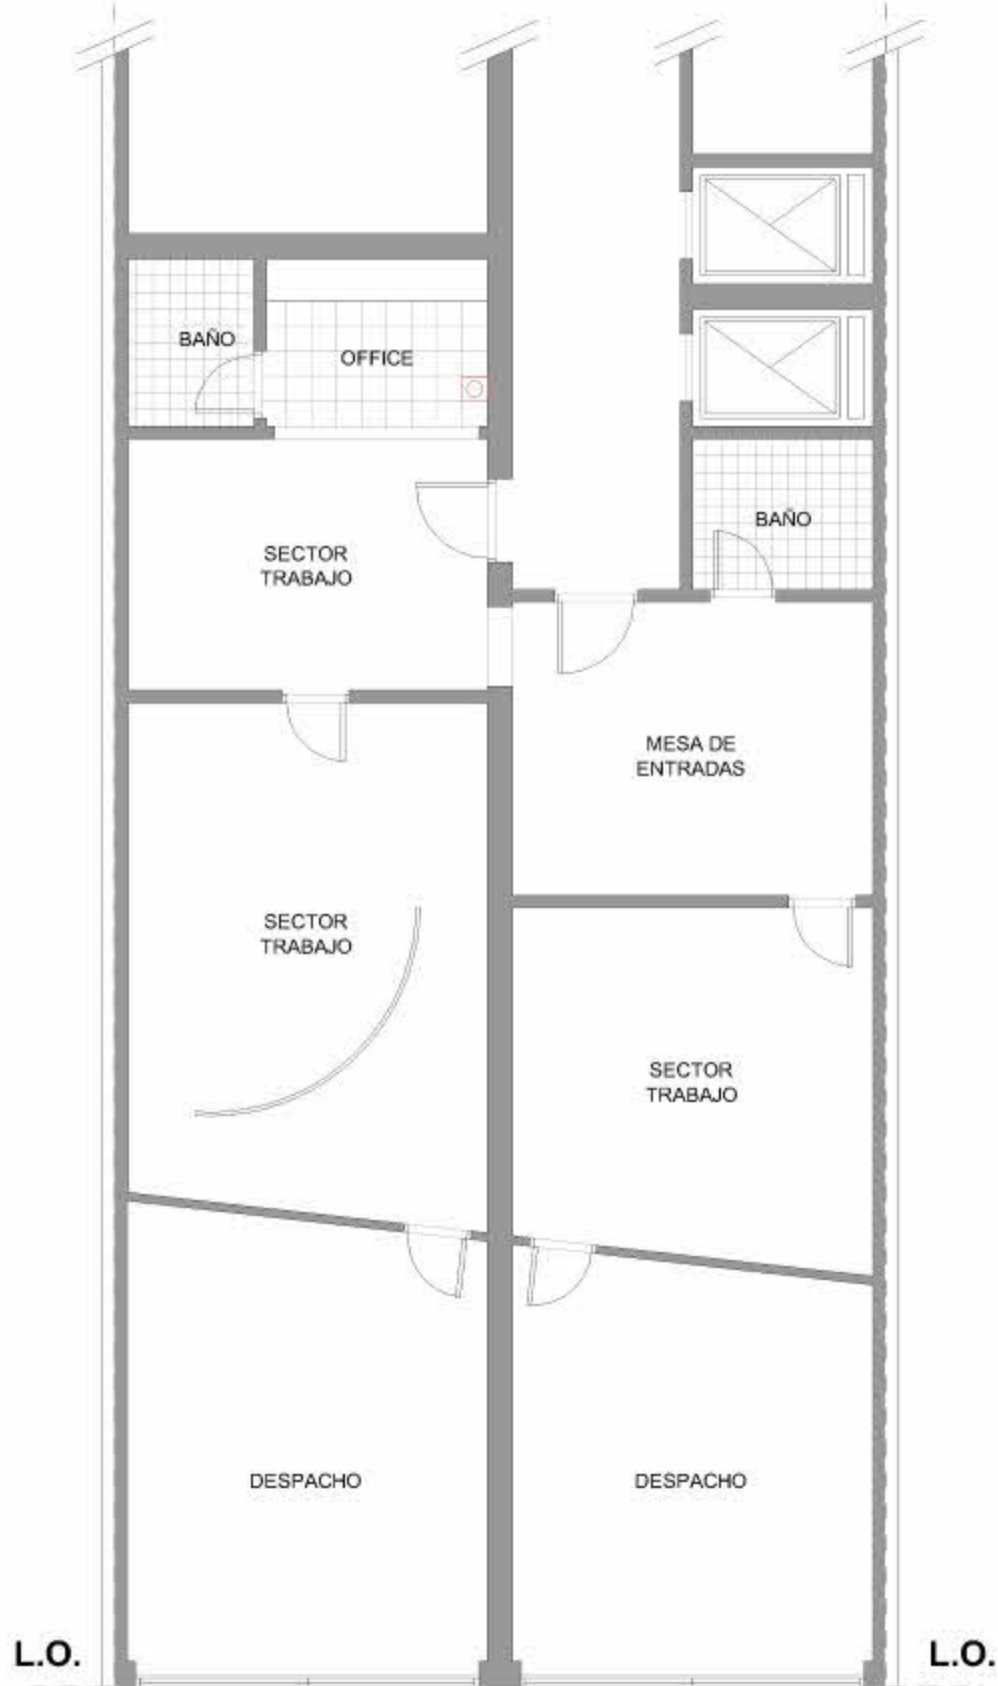 BAÑO
OFFICE
BAÑO
SECTOR
TRABAJO
MESA DE
ENTRADAS
SECTOR
TRABAJO
SECTOR
TRABAJO
DESPACHO
DESPACHO
L.O.
L.O.